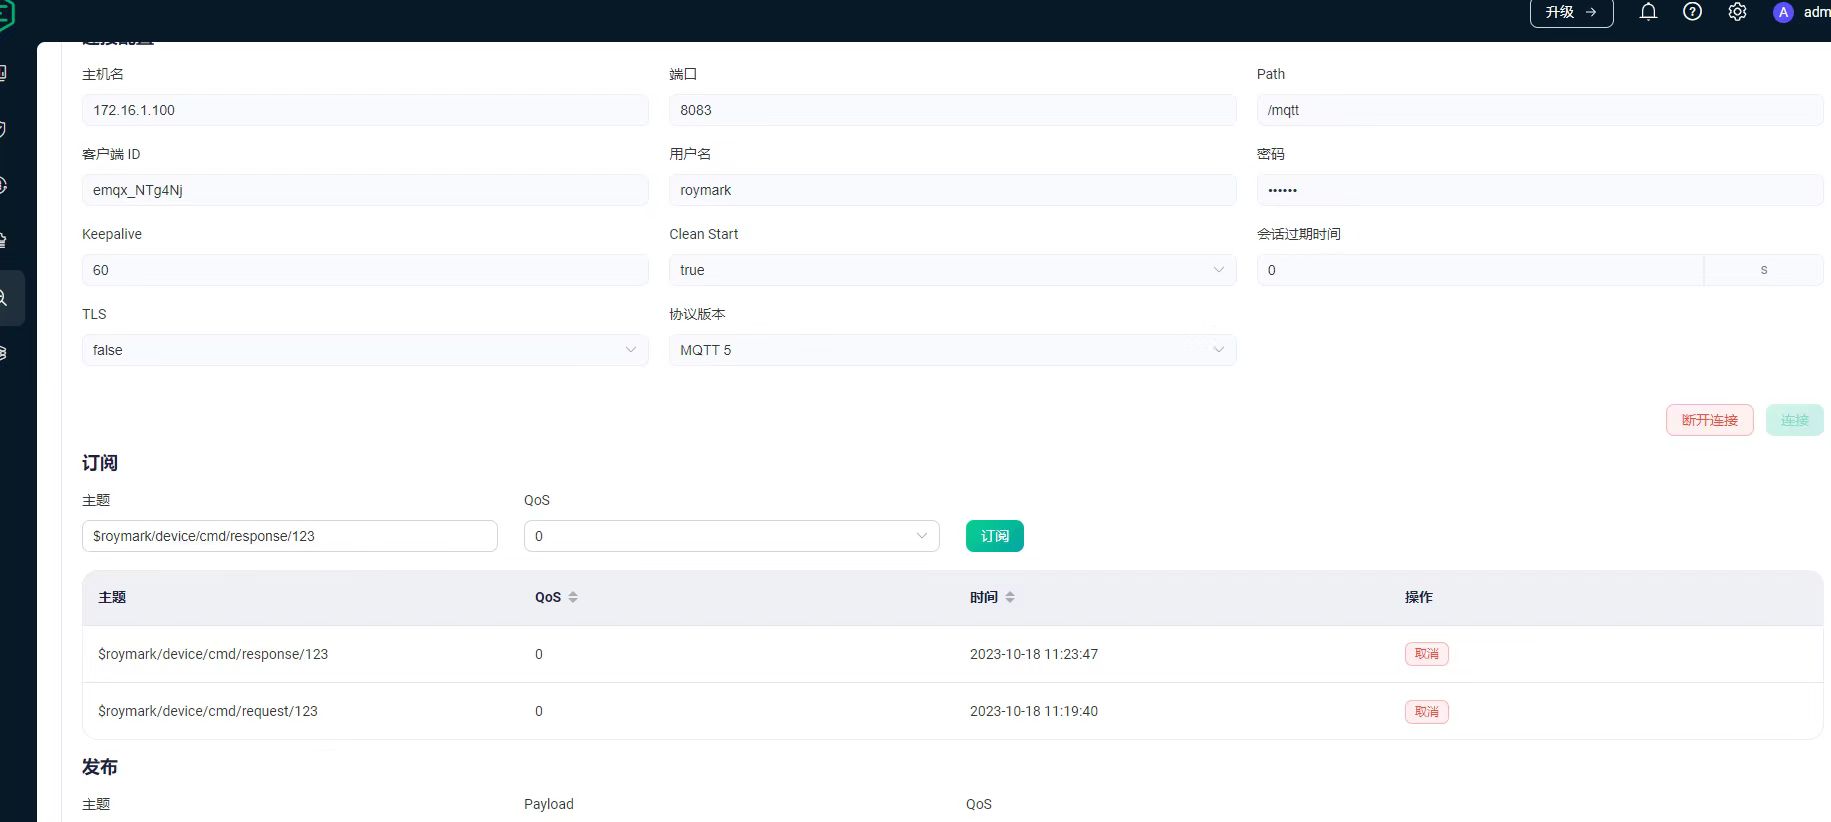 升级 →
A adm
连接配置
主机名 端口 Path
172.16.1.100 8083 /mqtt
客户端 ID 用户名 密码
emqx_NTg4Nj roymark ••••••
Keepalive Clean Start 会话过期时间
60 true 0 s
TLS 协议版本
false MQTT 5
断开连接 连接
订阅
主题 QoS
$roymark/device/cmd/response/123 0 订阅
主题 QoS 时间 操作
$roymark/device/cmd/response/123 0 2023-10-18 11:23:47 取消
$roymark/device/cmd/request/123 0 2023-10-18 11:19:40 取消
发布
主题 Payload QoS